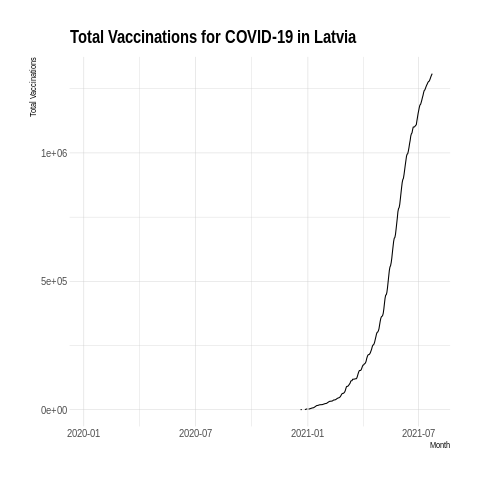 Total Vaccinations for COVID-19 in Latvia
Total Vaccinations
1e+06
5e+05
0e+00
2020-01
2020-07
2021-01
2021-07
Month